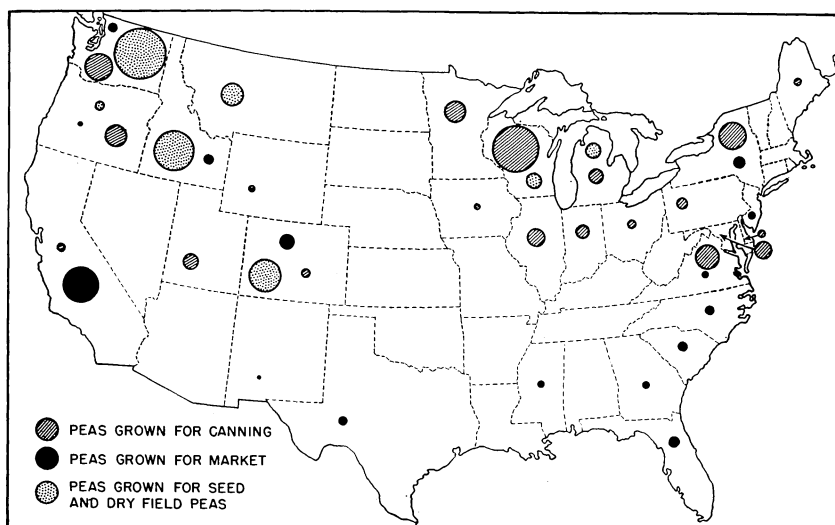 PEAS GROWN FOR CANNING
PEAS GROWN FOR MARKET
PEAS GROWN FOR SEED
AND DRY FIELD PEAS